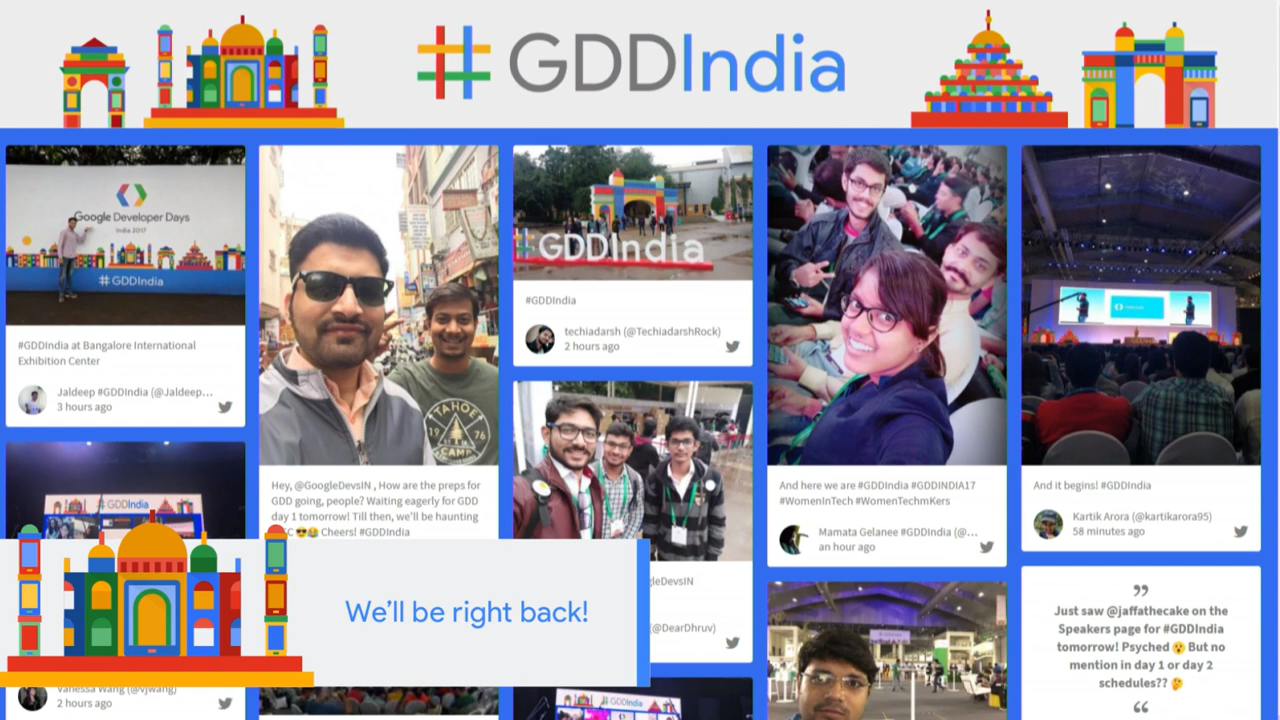 #GDDIndia
Google Developer Days
India 2017
#GDDIndia
#GDDIndia at Bangalore International
Exhibition Center
Jaldeep #GDDIndia (@Jaldeep...
3 hours ago
#GDDIndia
Vanessa Wang (@vjwang)
2 hours ago
TAHOE
19 76
CAMP
Hey, @GoogleDevsIN , How are the preps for
GDD going, people? Waiting eagerly for GDD
day 1 tomorrow! Till then, we'll be haunting
😎😂 Cheers! #GDDIndia
#GDDIndia
#GDDIndia
techiadarsh (@TechiadarshRock)
2 hours ago
gleDevsIN
(@DearDhruv)
#GDDIndia
And here we are #GDDIndia #GDDINDIA17
#WomenInTech #WomenTechmKers
Mamata Gelanee #GDDIndia (@...
an hour ago
And it begins! #GDDIndia
Kartik Arora (@kartikarora95)
58 minutes ago
”
Just saw @jaffathecake on the
Speakers page for #GDDIndia
tomorrow! Psyched 😮 But no
mention in day 1 or day 2
schedules?? 🤔
“
We’ll be right back!